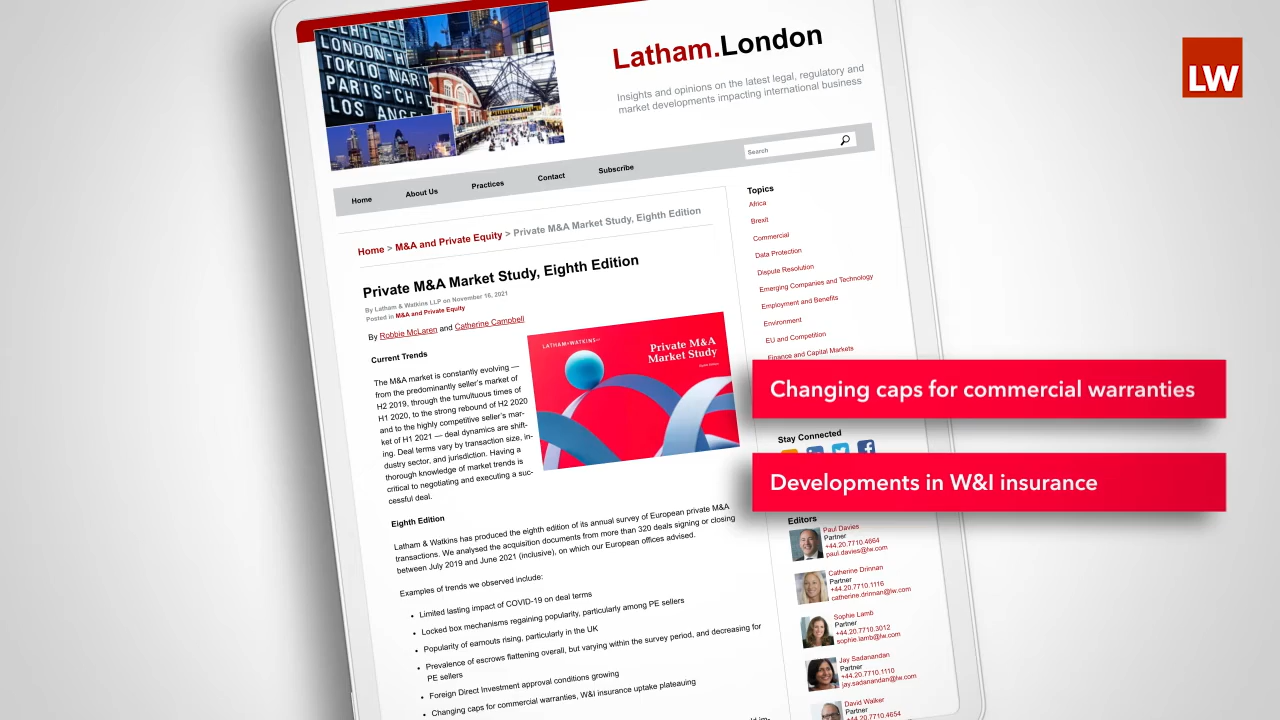 LONDON-H
TOKIO NARI
PARIS-CH.
LOS ANGE
Latham.London
Insights and opinions on the latest legal, regulatory and
market developments impacting international business
LW
Home
About Us
Practices
Contact
Subscribe
Search
Home > M&A and Private Equity > Private M&A Market Study, Eighth Edition
Private M&A Market Study, Eighth Edition
By Latham & Watkins LLP on November 16, 2021
Posted in M&A and Private Equity
By Robbie McLaren and Catherine Campbell
Current Trends
The M&A market is constantly evolving —
from the predominantly seller's market of
H2 2019, through the tumultuous times of
H1 2020, to the strong rebound of H2 2020
and to the highly competitive seller's mar-
ket of H1 2021 — deal dynamics are shift-
ing. Deal terms vary by transaction size, in-
dustry sector, and jurisdiction. Having a
thorough knowledge of market trends is
critical to negotiating and executing a suc-
cessful deal.
LATHAM & WATKINS LLP
Private M&A
Market Study
Eighth Edition
Eighth Edition
Latham & Watkins has produced the eighth edition of its annual survey of European private M&A
transactions. We analysed the acquisition documents from more than 320 deals signing or closing
between July 2019 and June 2021 (inclusive), on which our European offices advised.
Examples of trends we observed include:
• Limited lasting impact of COVID-19 on deal terms
• Locked box mechanisms regaining popularity, particularly among PE sellers
• Popularity of earnouts rising, particularly in the UK
• Prevalence of escrows flattening overall, but varying within the survey period, and decreasing for
PE sellers
• Foreign Direct Investment approval conditions growing
• Changing caps for commercial warranties, W&I insurance uptake plateauing
Topics
Africa
Brexit
Commercial
Data Protection
Dispute Resolution
Emerging Companies and Technology
Employment and Benefits
Environment
EU and Competition
Finance and Capital Markets
Changing caps for commercial warranties
Stay Connected
Developments in W&I insurance
Editors
Paul Davies
Partner
+44.20.7710.4664
paul.davies@lw.com
Catherine Drinnan
Partner
+44.20.7710.1116
catherine.drinnan@lw.com
Sophie Lamb
Partner
+44.20.7710.3012
sophie.lamb@lw.com
Jay Sadanandan
Partner
+44.20.7710.1110
jay.sadanandan@lw.com
David Walker
Partner
+44.20.7710.4654